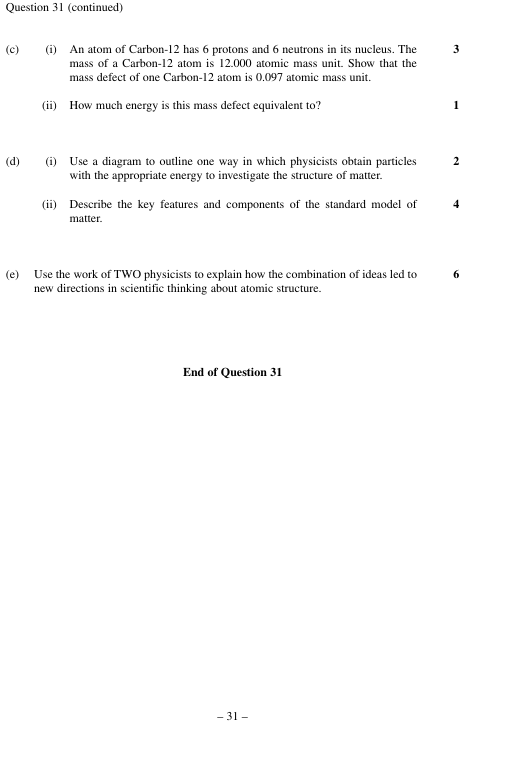 Question 31 (continued)
(c) (i) An atom of Carbon-12 has 6 protons and 6 neutrons in its nucleus. The 3
mass of a Carbon-12 atom is 12.000 atomic mass unit. Show that the
mass defect of one Carbon-12 atom is 0.097 atomic mass unit.
(ii) How much energy is this mass defect equivalent to? 1
(d) (i) Use a diagram to outline one way in which physicists obtain particles 2
with the appropriate energy to investigate the structure of matter.
(ii) Describe the key features and components of the standard model of 4
matter.
(e) Use the work of TWO physicists to explain how the combination of ideas led to 6
new directions in scientific thinking about atomic structure.
End of Question 31
– 31 –